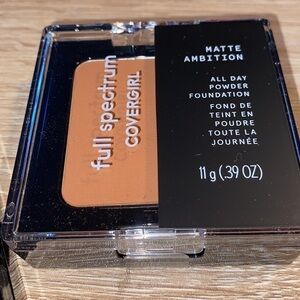 full spectrum
COVERGIRL
MATTE
AMBITION
ALL DAY
POWDER
FOUNDATION
FOND DE
TEINT EN
POUDRE
TOUTE LA
JOURNÉE
11 g (.39 OZ)